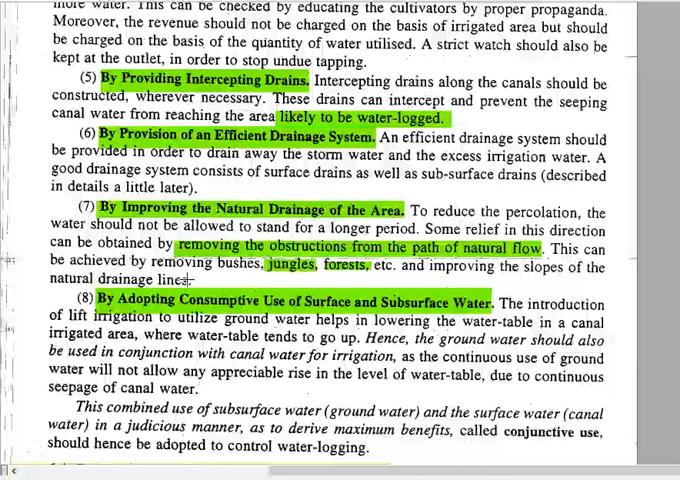 more water. This can be checked by educating the cultivators by proper propaganda.
Moreover, the revenue should not be charged on the basis of irrigated area but should
be charged on the basis of the quantity of water utilised. A strict watch should also be
kept at the outlet, in order to stop undue tapping.
(5) By Providing Intercepting Drains. Intercepting drains along the canals should be
constructed, wherever necessary. These drains can intercept and prevent the seeping
canal water from reaching the area likely to be water-logged.
(6) By Provision of an Efficient Drainage System. An efficient drainage system should
be provided in order to drain away the storm water and the excess irrigation water. A
good drainage system consists of surface drains as well as sub-surface drains (described
in details a little later).
(7) By Improving the Natural Drainage of the Area. To reduce the percolation, the
water should not be allowed to stand for a longer period. Some relief in this direction
can be obtained by removing the obstructions from the path of natural flow. This can
be achieved by removing bushes, jungles, forests, etc. and improving the slopes of the
natural drainage lines.
(8) By Adopting Consumptive Use of Surface and Subsurface Water. The introduction
of lift irrigation to utilize ground water helps in lowering the water-table in a canal
irrigated area, where water-table tends to go up. Hence, the ground water should also
be used in conjunction with canal water for irrigation, as the continuous use of ground
water will not allow any appreciable rise in the level of water-table, due to continuous
seepage of canal water.
This combined use of subsurface water (ground water) and the surface water (canal
water) in a judicious manner, as to derive maximum benefits, called conjunctive use,
should hence be adopted to control water-logging.